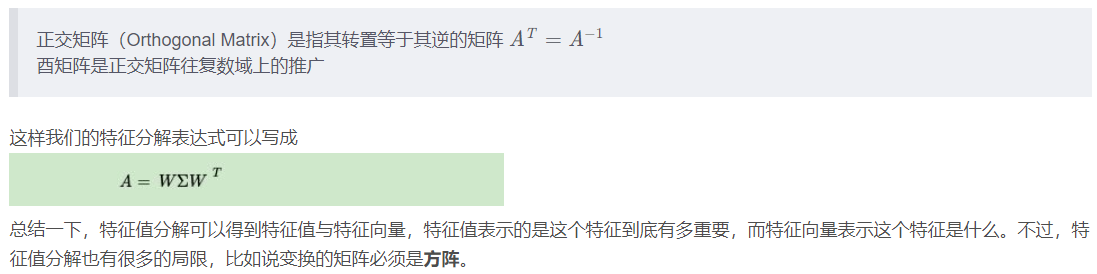 正交矩阵（Orthogonal Matrix）是指其转置等于其逆的矩阵 A^T = A^{-1}
酉矩阵是正交矩阵往复数域上的推广
这样我们的特征分解表达式可以写成
A = WΣW^T
总结一下，特征值分解可以得到特征值与特征向量，特征值表示的是这个特征到底有多重要，而特征向量表示这个特征是什么。不过，特
征值分解也有很多的局限，比如说变换的矩阵必须是方阵。